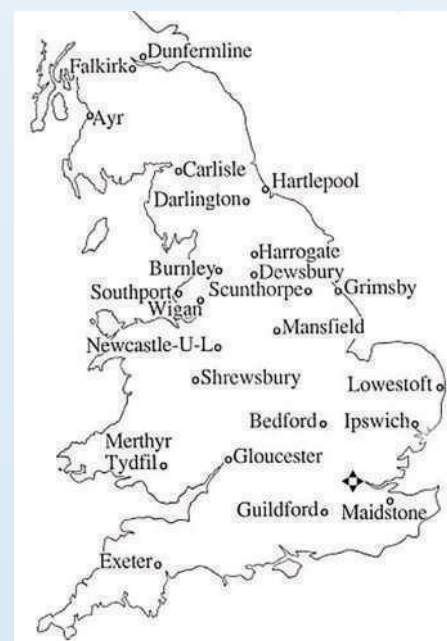 Dunfermline
Falkirk
Ayr
Carlisle
Hartlepool
Darlington
Harrogate
Burnley
Dewsbury
Southport
Scunthorpe
Grimsby
Wigan
Mansfield
Newcastle-U-L
Shrewsbury
Lowestoft
Bedford
Ipswich
Merthyr
Tydfil
Gloucester
Guildford
Maidstone
Exeter